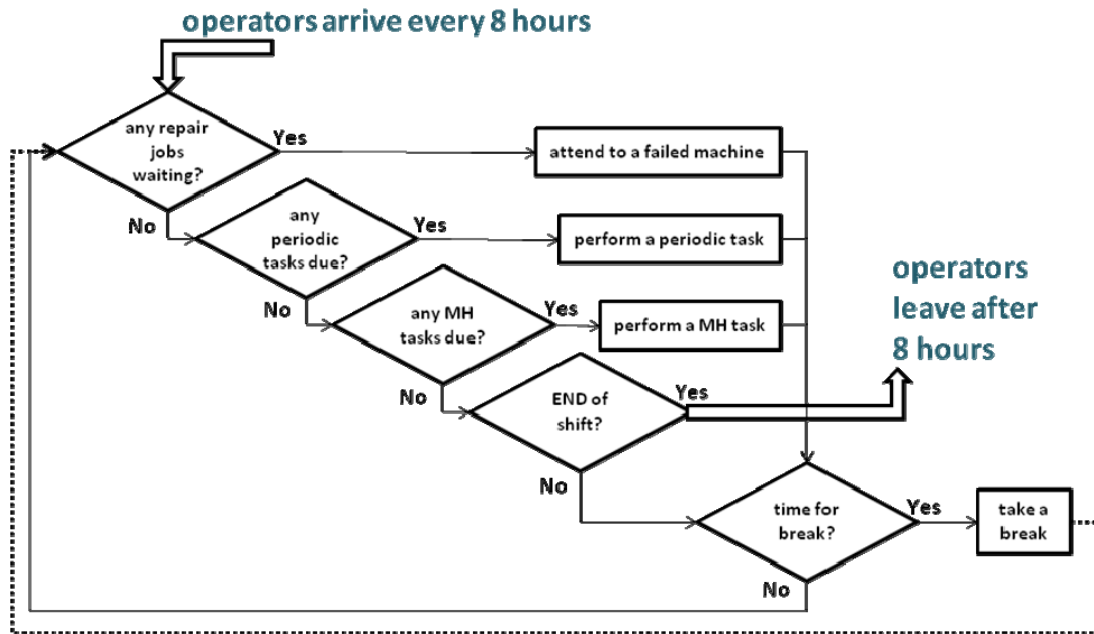 operators arrive every 8 hours
any repair
jobs
waiting?
Yes
attend to a failed machine
No
any
periodic
tasks due?
Yes
perform a periodic task
No
any MH
tasks due?
Yes
perform a MH task
operators
leave after
8 hours
No
END of
shift?
Yes
No
time for
break?
Yes
take a
break
No